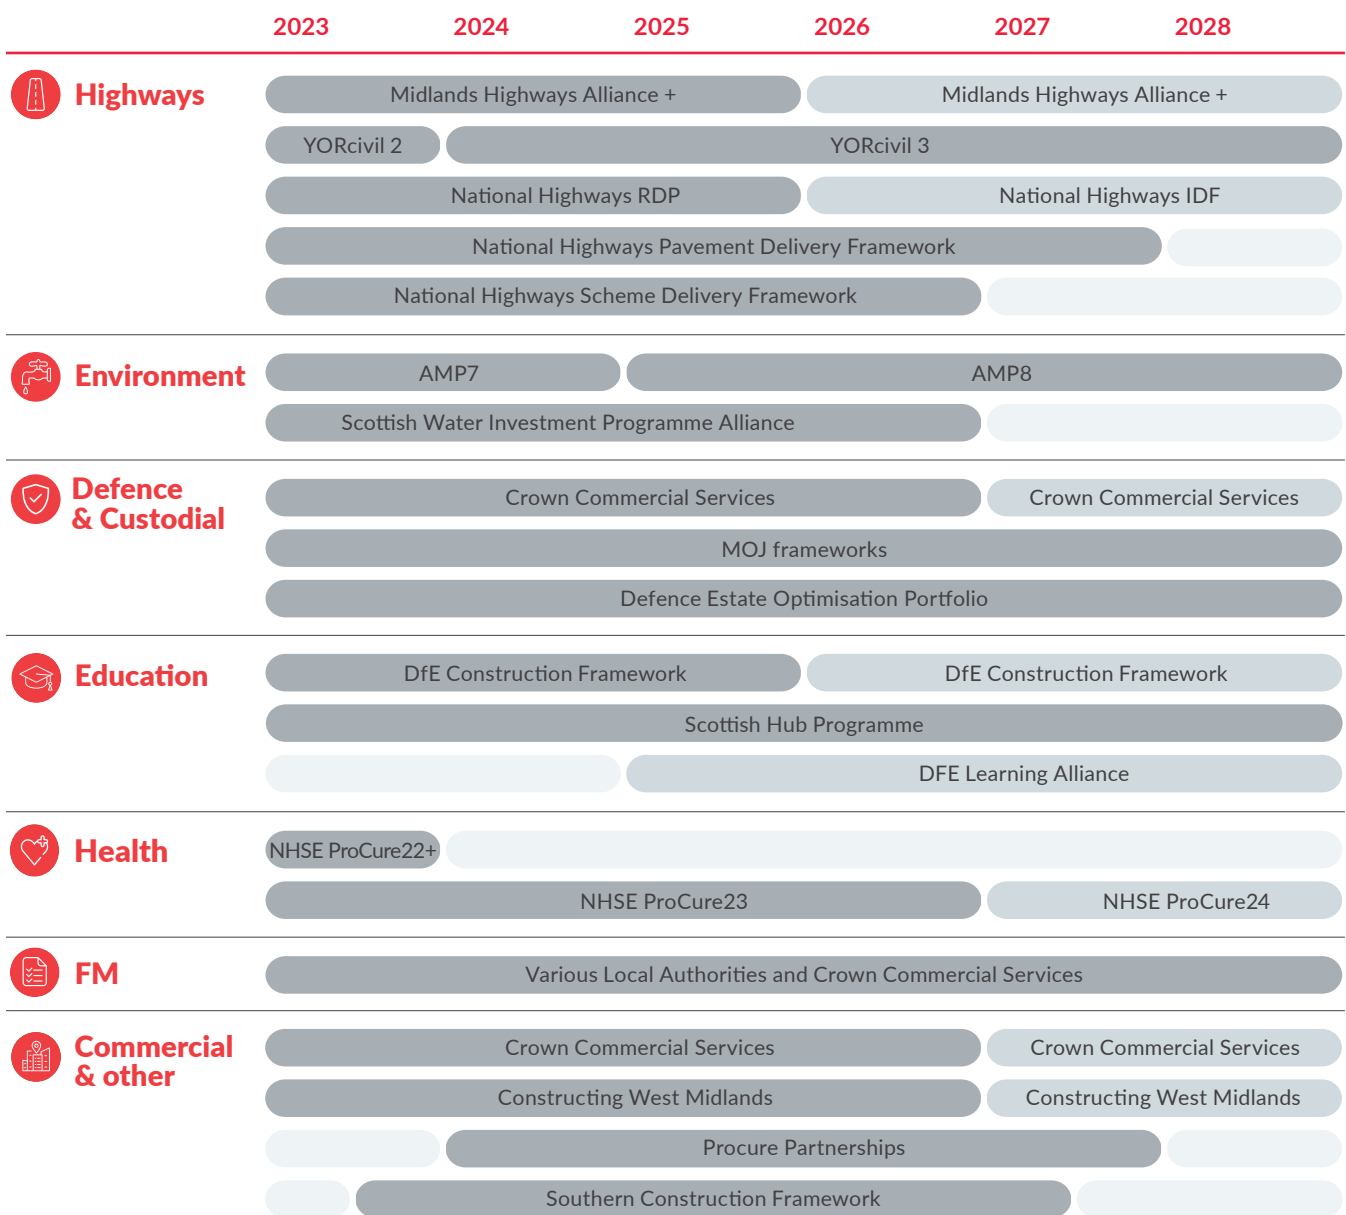 2023 2024 2025 2026 2027 2028
Highways
Midlands Highways Alliance + Midlands Highways Alliance +
YORcivil 2 YORcivil 3
National Highways RDP National Highways IDF
National Highways Pavement Delivery Framework
National Highways Scheme Delivery Framework
Environment
AMP7 AMP8
Scottish Water Investment Programme Alliance
Defence
& Custodial
Crown Commercial Services Crown Commercial Services
MOJ frameworks
Defence Estate Optimisation Portfolio
Education
DfE Construction Framework DfE Construction Framework
Scottish Hub Programme
DFE Learning Alliance
Health
NHSE ProCure22+
NHSE ProCure23 NHSE ProCure24
FM
Various Local Authorities and Crown Commercial Services
Commercial
& other
Crown Commercial Services Crown Commercial Services
Constructing West Midlands Constructing West Midlands
Procure Partnerships
Southern Construction Framework